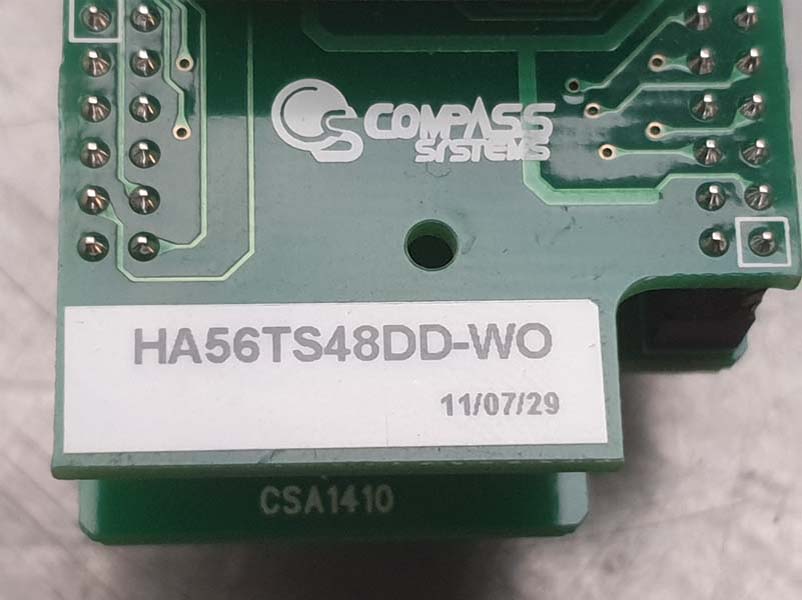 COMPASS
SYSTEMS
HA56TS48DD-WO
11/07/29
CSA1410